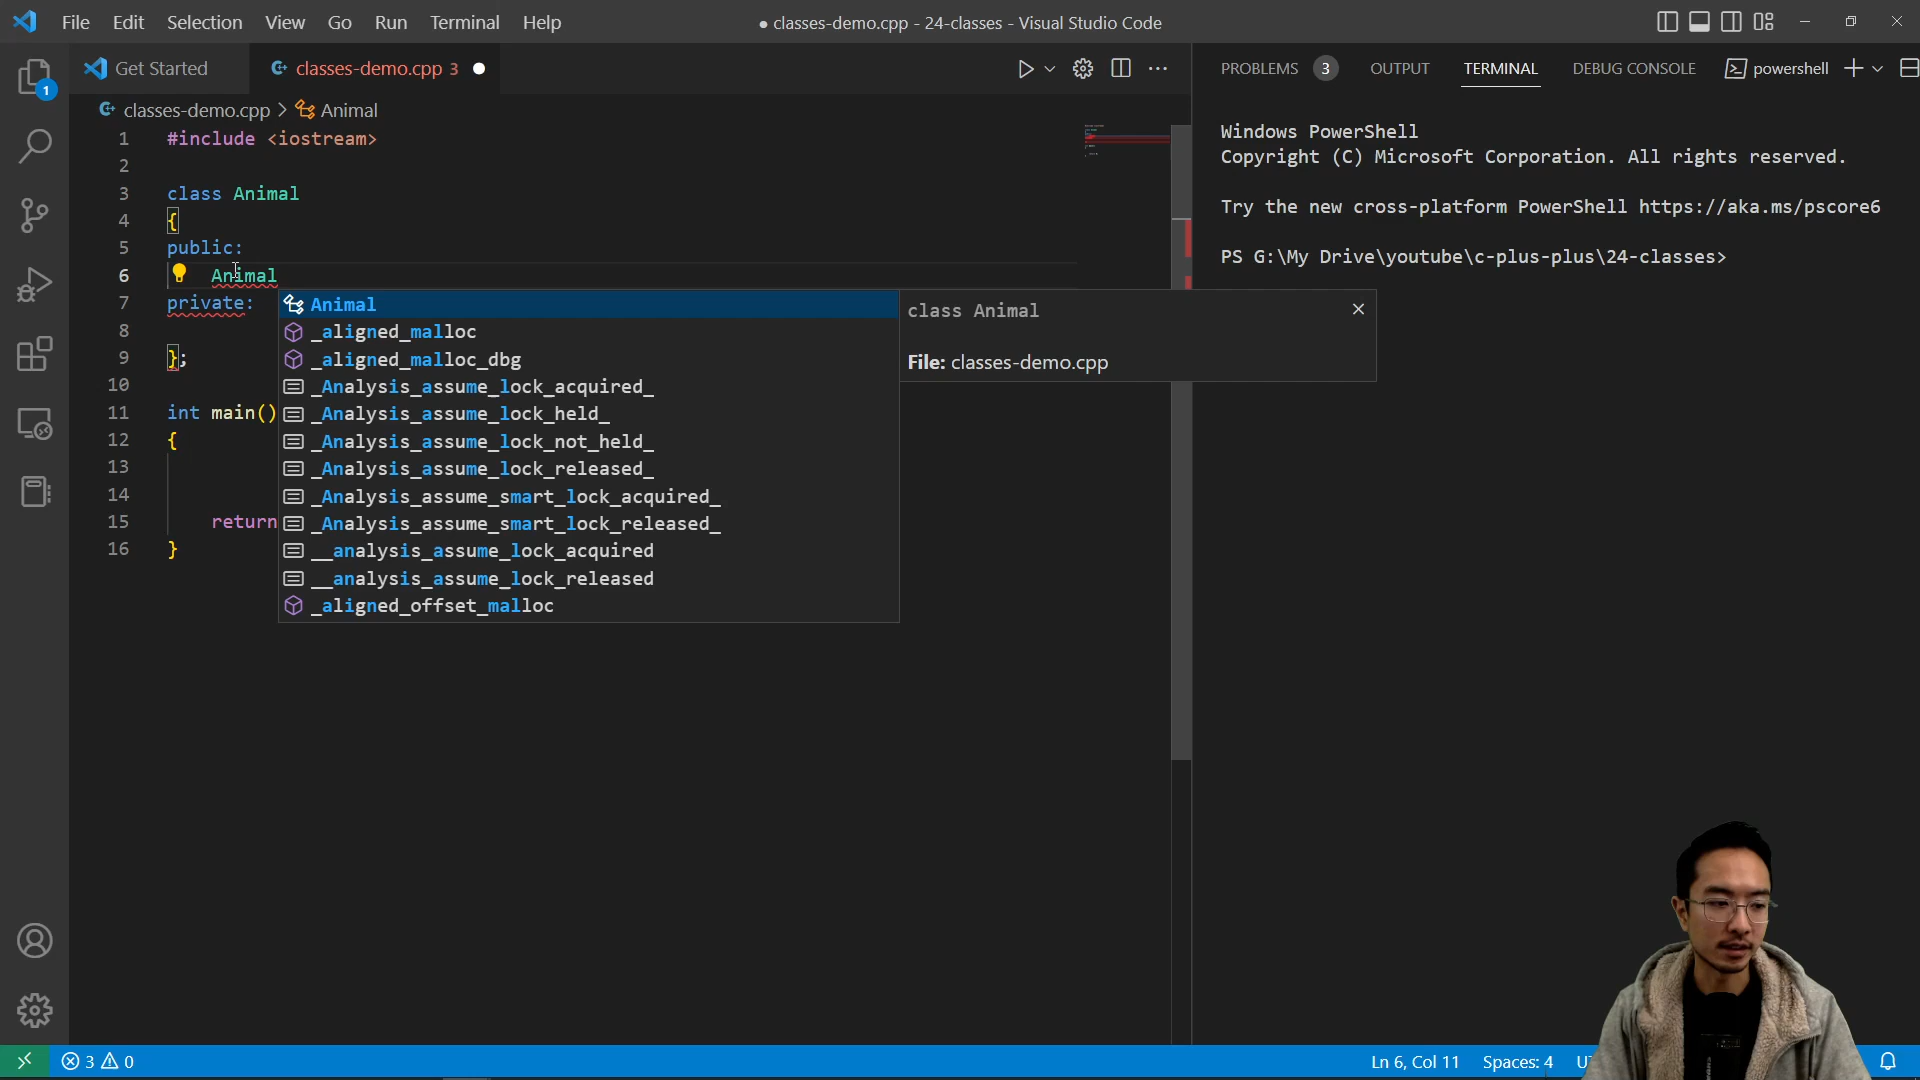 File Edit Selection View Go Run Terminal Help
● classes-demo.cpp - 24-classes - Visual Studio Code
1
Get Started
classes-demo.cpp 3 ●
PROBLEMS 3 OUTPUT TERMINAL DEBUG CONSOLE powershell
classes-demo.cpp > Animal
1 #include <iostream>
2
3 class Animal
4 {
5 public:
6 Animal
7 private:
8
9 };
10
11 int main()
12 {
13
14
15 return
16 }
Animal
_aligned_malloc
_aligned_malloc_dbg
_Analysis_assume_lock_acquired_
_Analysis_assume_lock_held_
_Analysis_assume_lock_not_held_
_Analysis_assume_lock_released_
_Analysis_assume_smart_lock_acquired_
_Analysis_assume_smart_lock_released_
__analysis_assume_lock_acquired
__analysis_assume_lock_released
_aligned_offset_malloc
class Animal
File: classes-demo.cpp
Windows PowerShell
Copyright (C) Microsoft Corporation. All rights reserved.
Try the new cross-platform PowerShell https://aka.ms/pscore6
PS G:\My Drive\youtube\c-plus-plus\24-classes>
3 0
Ln 6, Col 11 Spaces: 4